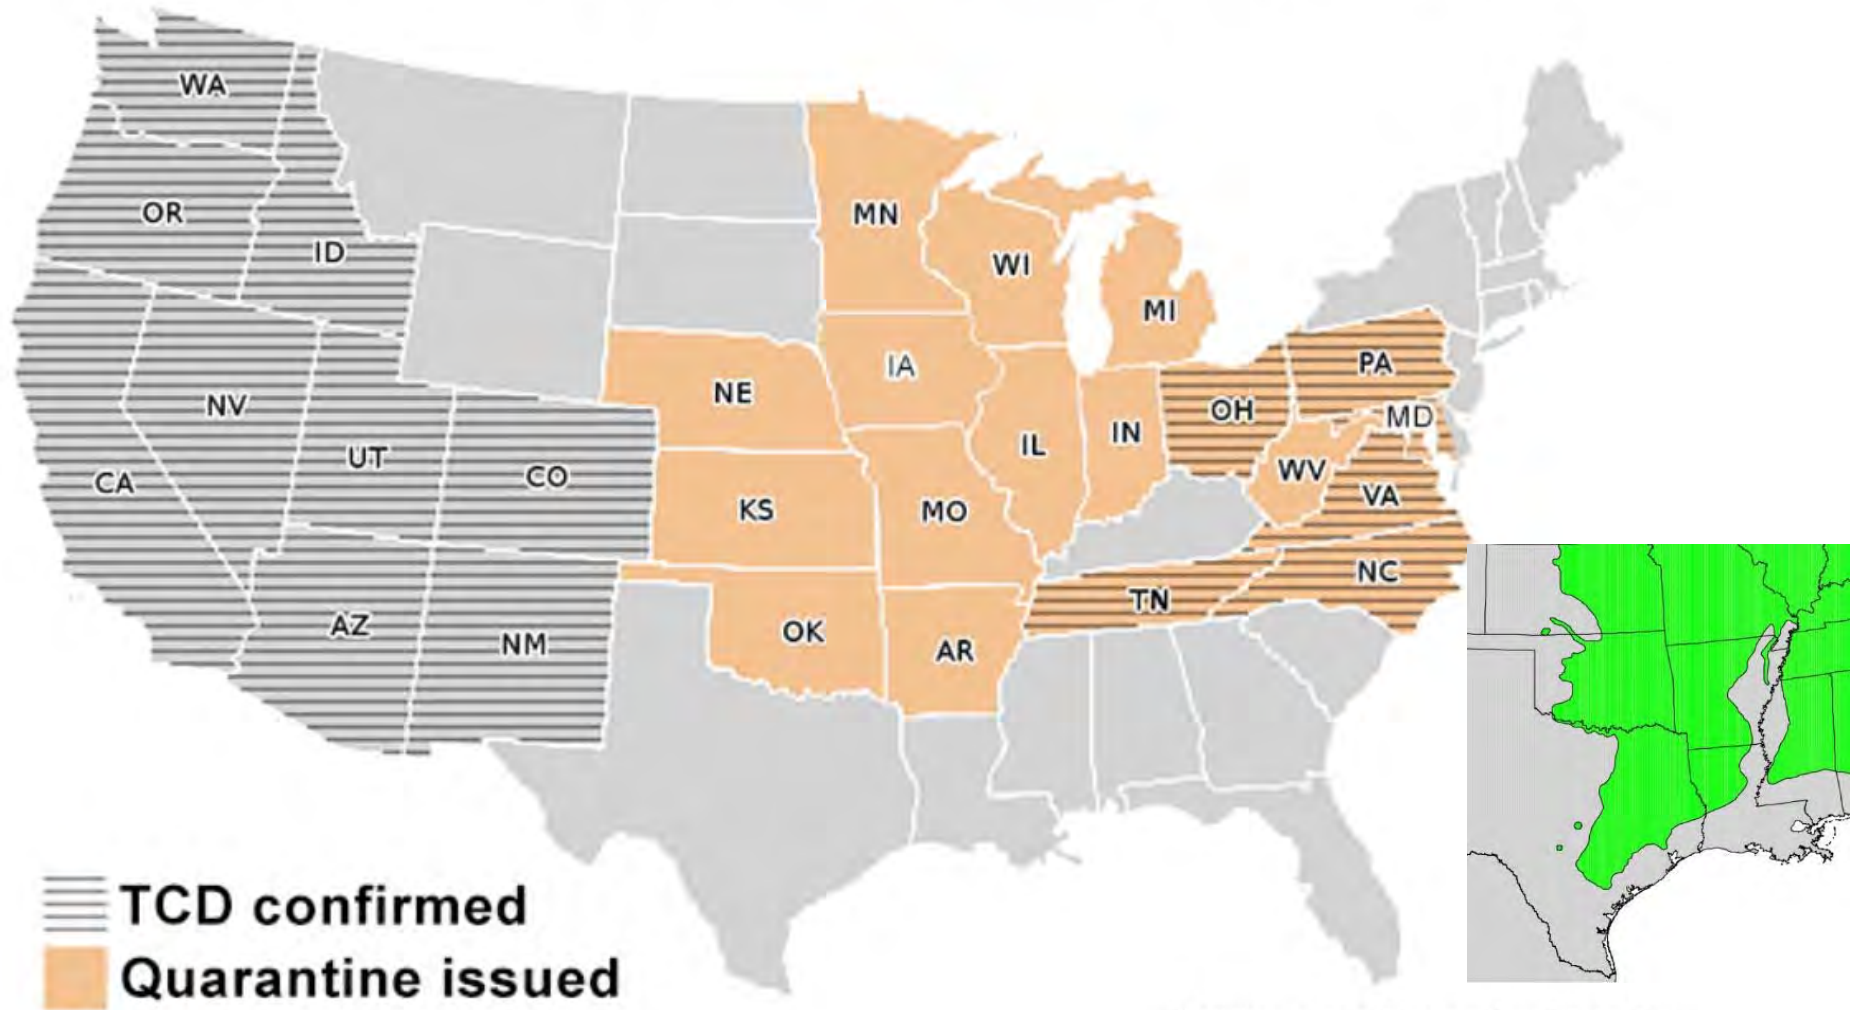 WA
OR
ID
MN
WI
MI
IA
NE
NV
UT
CO
CA
KS
MO
IL
IN
OH
PA
MD
WV
VA
NC
TN
AZ
NM
OK
AR
TCD confirmed
Quarantine issued